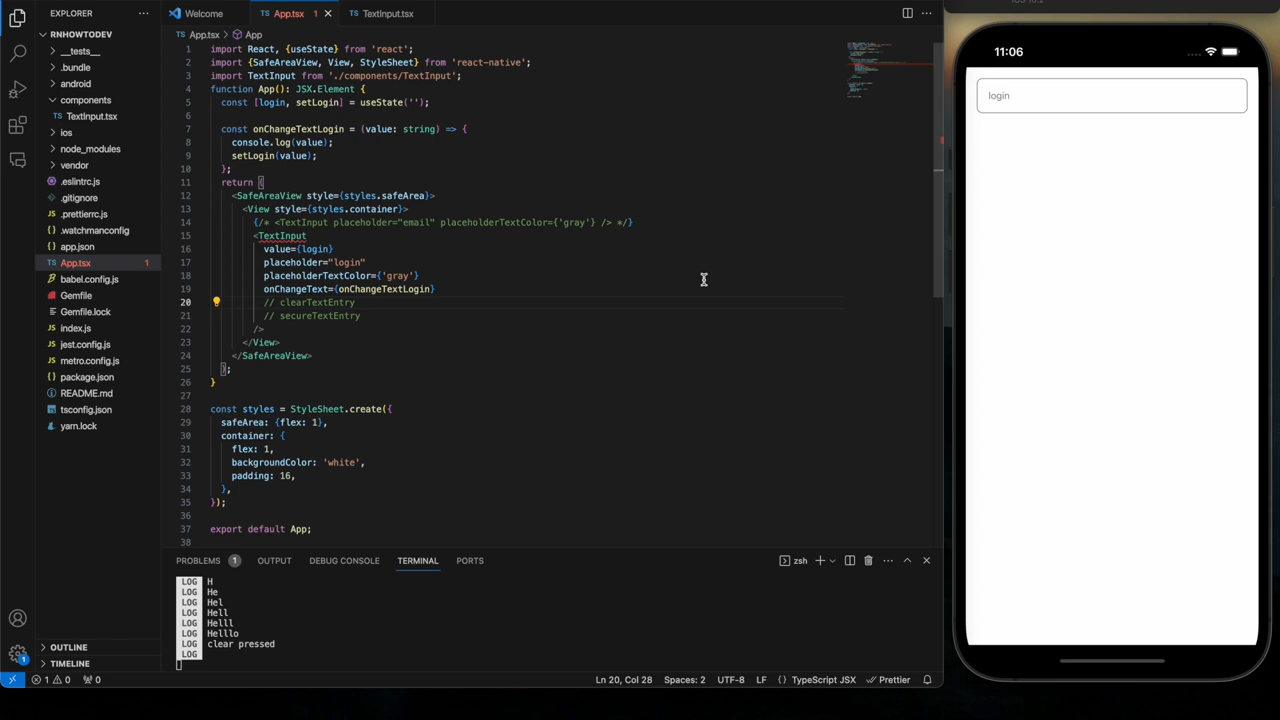 EXPLORER
RNHOWTODEV
__tests__
.bundle
android
components
TextInput.tsx
ios
node_modules
vendor
.eslintrc.js
.gitignore
.prettierrc.js
.watchmanconfig
app.json
App.tsx 1
babel.config.js
Gemfile
Gemfile.lock
index.js
jest.config.js
metro.config.js
package.json
README.md
tsconfig.json
yarn.lock
OUTLINE
TIMELINE
1
Welcome
TS App.tsx 1
TS TextInput.tsx
TS App.tsx > App
1 import React, {useState} from 'react';
2 import {SafeAreaView, View, StyleSheet} from 'react-native';
3 import TextInput from './components/TextInput';
4 function App(): JSX.Element {
5 const [login, setLogin] = useState('');
6
7 const onChangeTextLogin = (value: string) => {
8 console.log(value);
9 setLogin(value);
10 };
11 return (
12 <SafeAreaView style={styles.safeArea}>
13 <View style={styles.container}>
14 {/* <TextInput placeholder="email" placeholderTextColor={'gray'} /> */}
15 <TextInput
16 value={login}
17 placeholder="login"
18 placeholderTextColor={'gray'}
19 onChangeText={onChangeTextLogin}
20 // clearTextEntry
21 // secureTextEntry
22 />
23 </View>
24 </SafeAreaView>
25 );
26 }
27
28 const styles = StyleSheet.create({
29 safeArea: {flex: 1},
30 container: {
31 flex: 1,
32 backgroundColor: 'white',
33 padding: 16,
34 },
35 });
36
37 export default App;
38
PROBLEMS 1 OUTPUT DEBUG CONSOLE TERMINAL PORTS
zsh
LOG H
LOG He
LOG Hel
LOG Hell
LOG Helll
LOG Helllo
LOG clear pressed
LOG
1 0 0
Ln 20, Col 28 Spaces: 2 UTF-8 LF {} TypeScript JSX Prettier
11:06
login